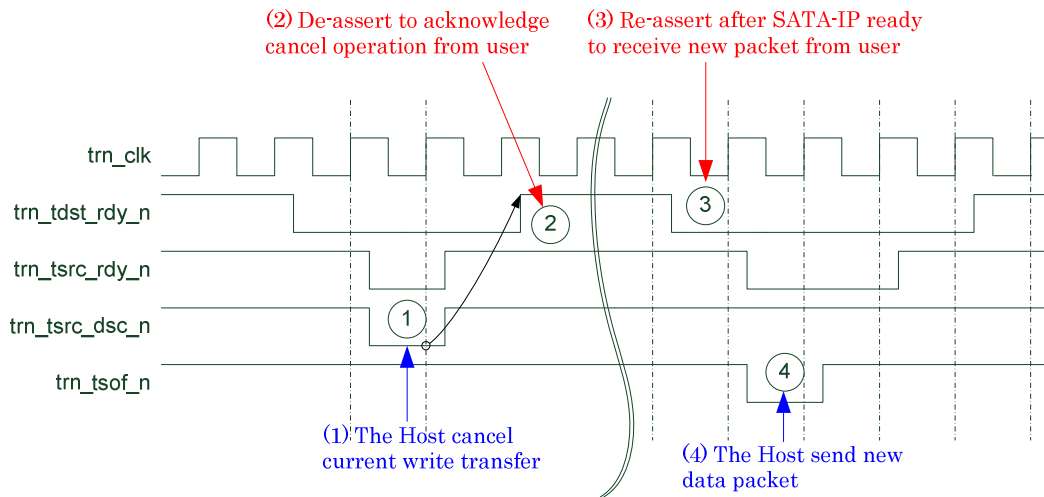 (2) De-assert to acknowledge
cancel operation from user
(3) Re-assert after SATA-IP ready
to receive new packet from user
trn_clk
trn_tdst_rdy_n
2
3
trn_tsrc_rdy_n
trn_tsrc_dsc_n
1
trn_tsof_n
4
(1) The Host cancel
current write transfer
(4) The Host send new
data packet